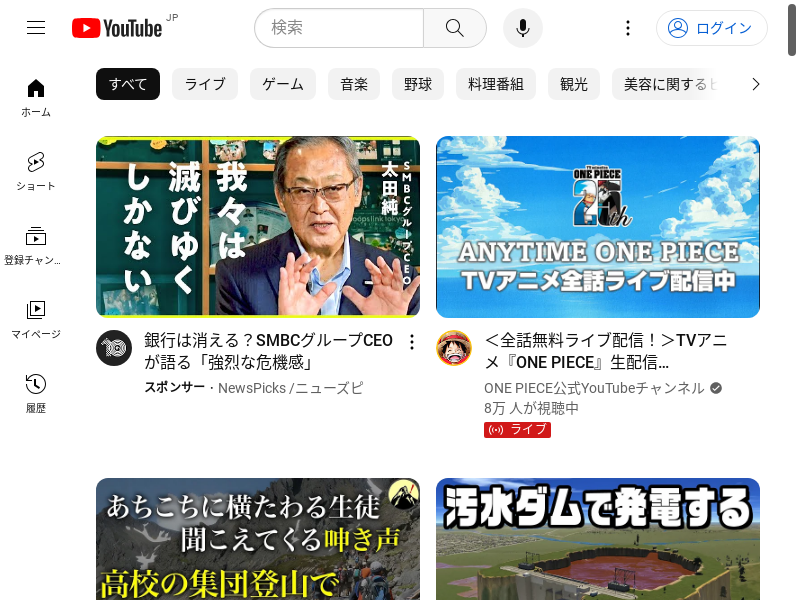 YouTube JP
検索
ログイン
すべて
ライブ
ゲーム
音楽
野球
料理番組
観光
美容に関するヒ
ホーム
ショート
登録チャン…
マイページ
履歴
我々は
滅びゆく
しかない
SMBCグループCEO
太田純
銀行は消える？SMBCグループCEO
が語る「強烈な危機感」
スポンサー・NewsPicks /ニューズピ
ONE PIECE
ANYTIME ONE PIECE
TVアニメ全話ライブ配信中
＜全話無料ライブ配信！＞TVアニ
メ『ONE PIECE』生配信…
ONE PIECE公式YouTubeチャンネル
8万 人が視聴中
ライブ
あちこちに横たわる生徒
聞こえてくる呻き声
高校の集団登山で
汚水ダムで発電する